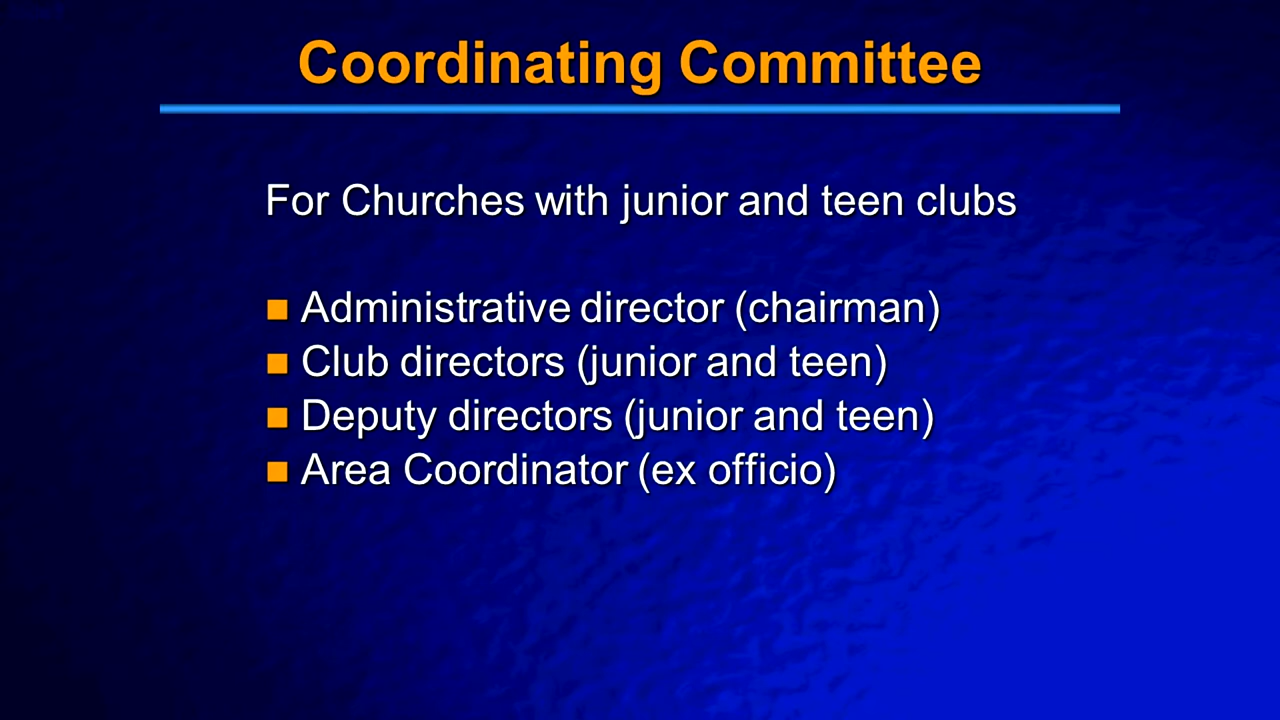 Coordinating Committee
For Churches with junior and teen clubs
Administrative director (chairman)
Club directors (junior and teen)
Deputy directors (junior and teen)
Area Coordinator (ex officio)